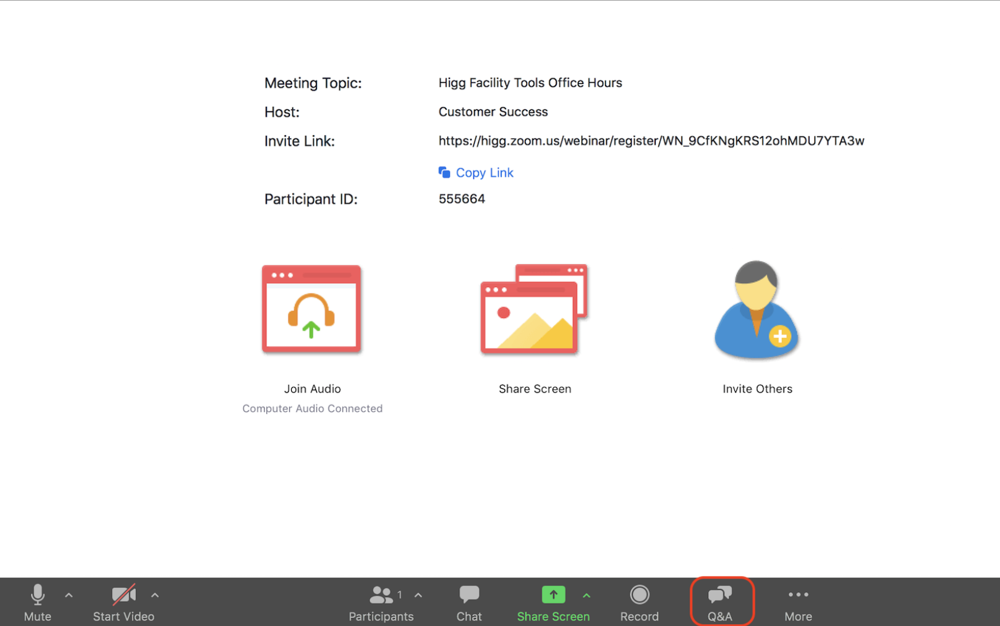 Meeting Topic: Higg Facility Tools Office Hours
Host: Customer Success
Invite Link: https://higg.zoom.us/webinar/register/WN_9CfKNgKRS12ohMDU7YTA3w
Copy Link
Participant ID: 555664
Join Audio Share Screen Invite Others
Computer Audio Connected
1
Mute Start Video Participants Chat Share Screen Record Q&A More